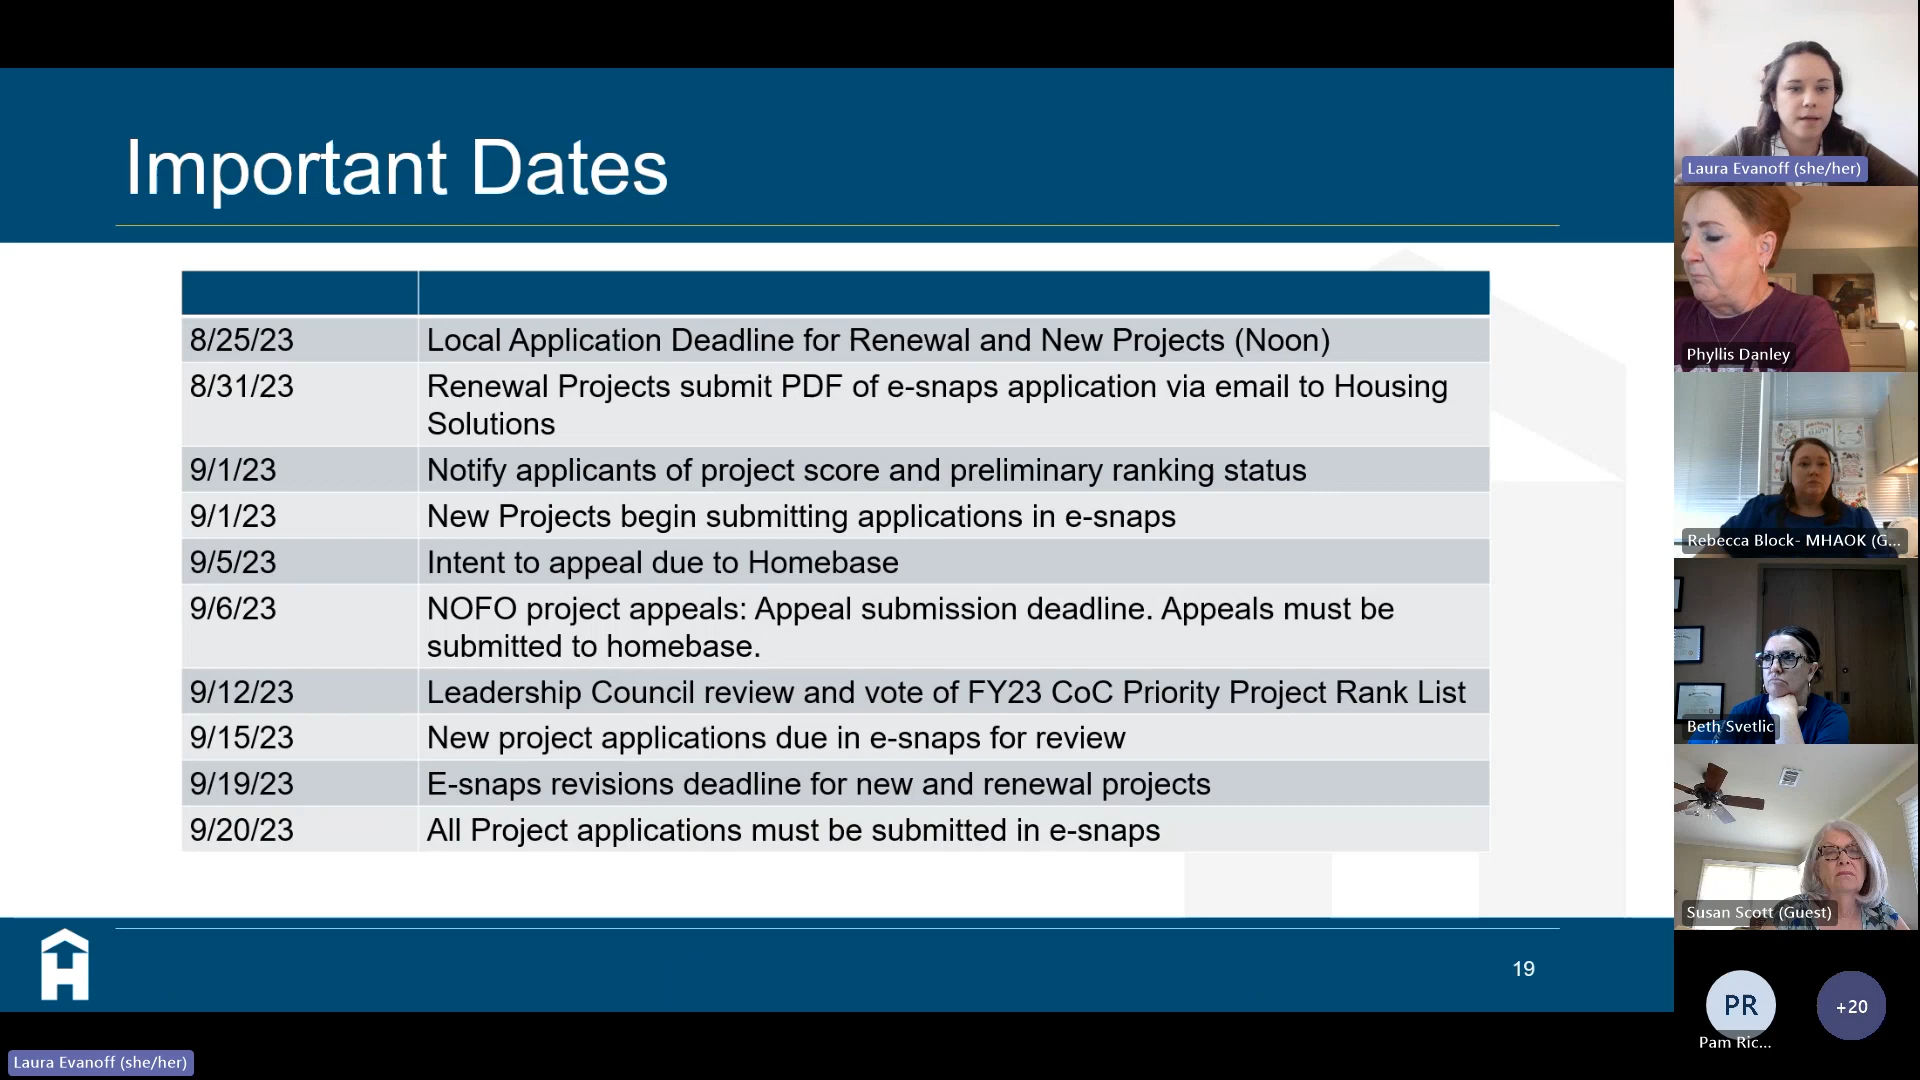 Important Dates
8/25/23 Local Application Deadline for Renewal and New Projects (Noon)
8/31/23 Renewal Projects submit PDF of e-snaps application via email to Housing
Solutions
9/1/23 Notify applicants of project score and preliminary ranking status
9/1/23 New Projects begin submitting applications in e-snaps
9/5/23 Intent to appeal due to Homebase
9/6/23 NOFO project appeals: Appeal submission deadline. Appeals must be
submitted to homebase.
9/12/23 Leadership Council review and vote of FY23 CoC Priority Project Rank List
9/15/23 New project applications due in e-snaps for review
9/19/23 E-snaps revisions deadline for new and renewal projects
9/20/23 All Project applications must be submitted in e-snaps
19
Laura Evanoff (she/her)
Phyllis Danley
Rebecca Block- MHAOK (G...
Beth Svetlic
Susan Scott (Guest)
PR
+20
Pam Ric...
Laura Evanoff (she/her)